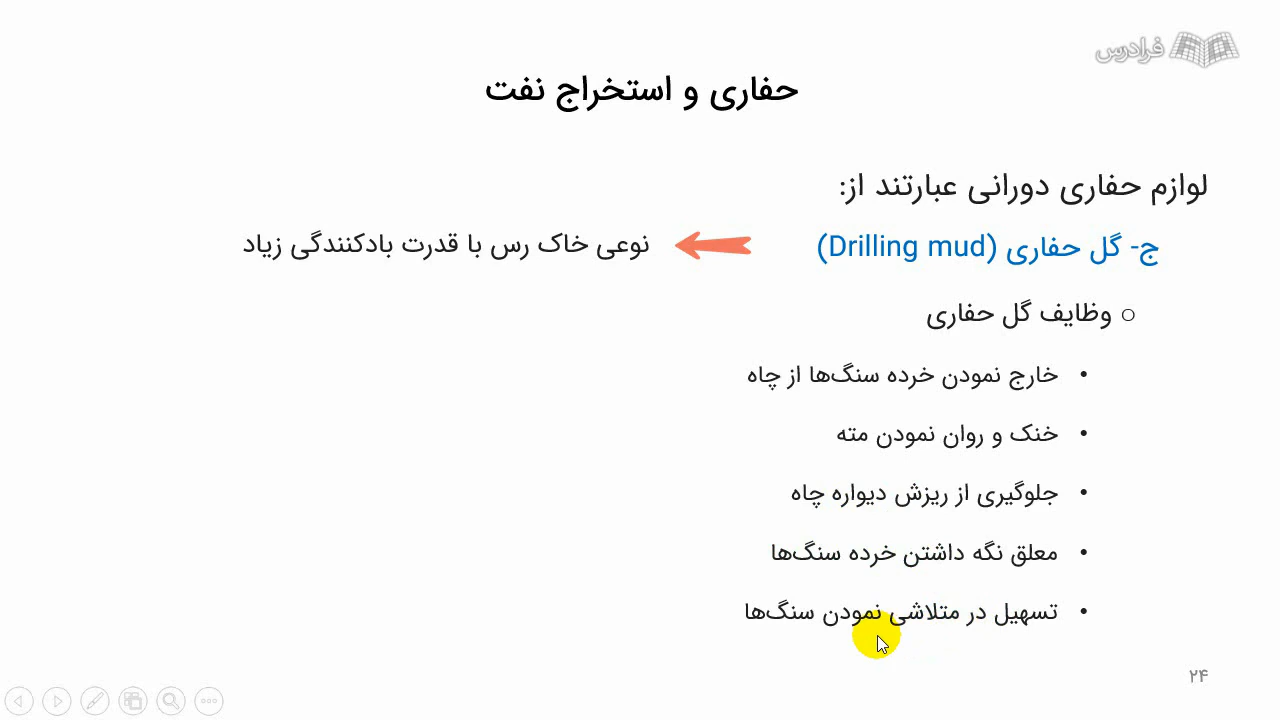 فرادرس
حفاری و استخراج نفت
لوازم حفاری دورانی عبارتند از:
ج- گل حفاری (Drilling mud) نوعی خاک رس با قدرت بادکنندگی زیاد
○ وظایف گل حفاری
• خارج نمودن خرده سنگ‌ها از چاه
• خنک و روان نمودن مته
• جلوگیری از ریزش دیواره چاه
• معلق نگه داشتن خرده سنگ‌ها
• تسهیل در متلاشی نمودن سنگ‌ها
۲۴